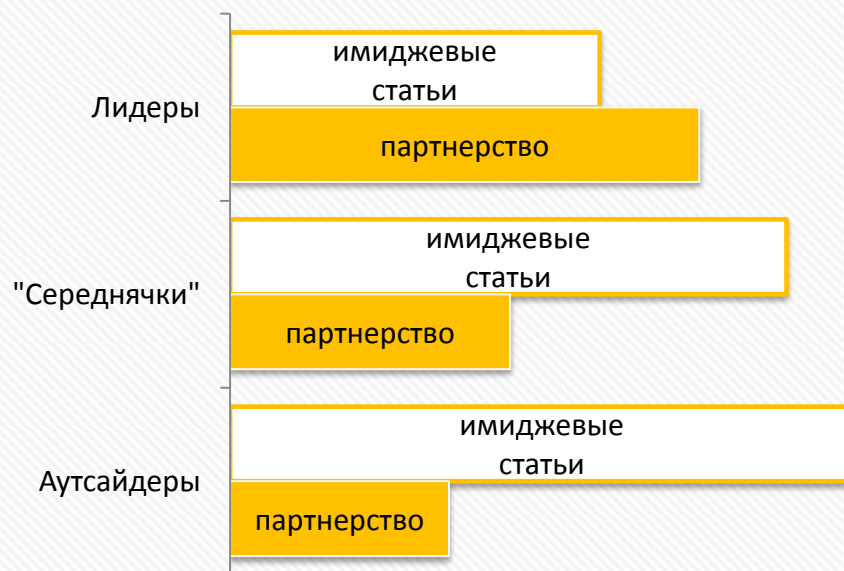 имиджевые
статьи
Лидеры
партнерство
имиджевые
статьи
"Середнячки"
партнерство
имиджевые
статьи
Аутсайдеры
партнерство